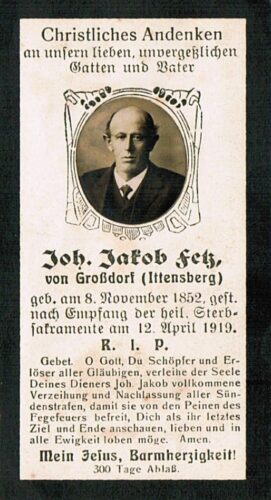 Christliches Andenken
an unsern lieben, unvergeßlichen
Gatten und Vater
Joh. Jakob Fetz,
von Großdorf (Ittensberg)
geb. am 8. November 1852, gest.
nach Empfang der heil. Sterb-
sakramente am 12. April 1919.
R. I. P.
Gebet. O Gott, Du Schöpfer und Er-
löser aller Gläubigen, verleihe der Seele
Deines Dieners Joh. Jakob vollkommene
Verzeihung und Nachlassung aller Sün-
denstrafen, damit sie von den Peinen des
Fegefeuers befreit, Dich als ihr letztes
Ziel und Ende anschauen, lieben und in
alle Ewigkeit loben möge. Amen.
Mein Jesus, Barmherzigkeit!
300 Tage Ablaß.